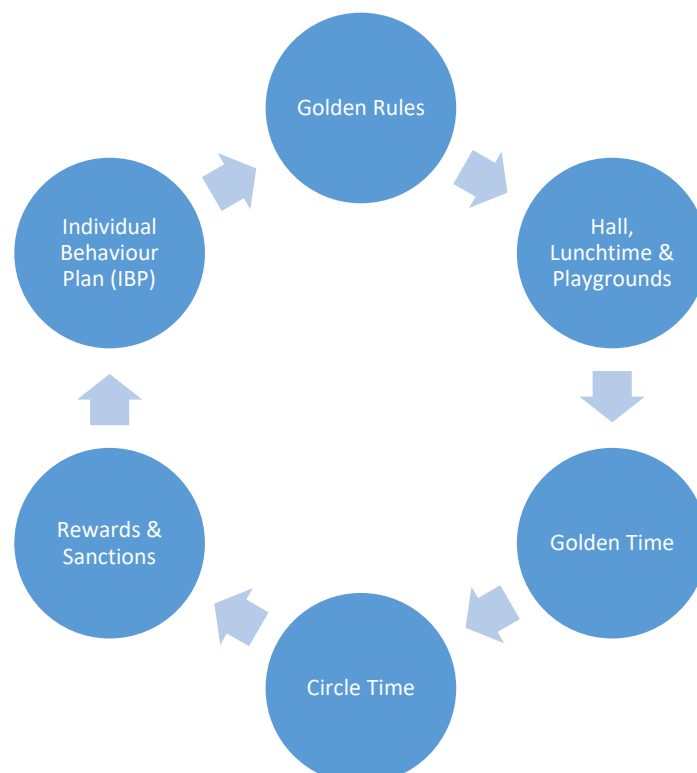 Golden Rules
Hall,
Lunchtime &
Playgrounds
Golden Time
Circle Time
Rewards &
Sanctions
Individual
Behaviour
Plan (IBP)